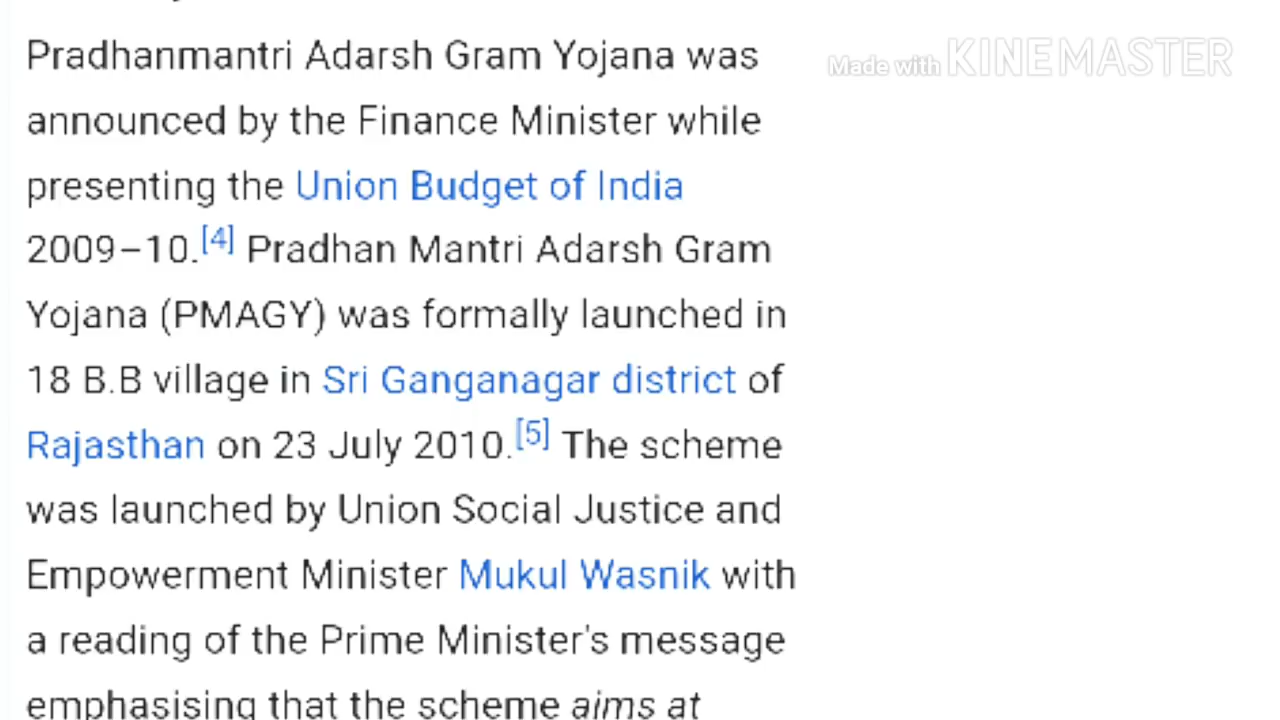 Pradhanmantri Adarsh Gram Yojana was
Made with KINEMASTER
announced by the Finance Minister while
presenting the Union Budget of India
2009–10.[4] Pradhan Mantri Adarsh Gram
Yojana (PMAGY) was formally launched in
18 B.B village in Sri Ganganagar district of
Rajasthan on 23 July 2010.[5] The scheme
was launched by Union Social Justice and
Empowerment Minister Mukul Wasnik with
a reading of the Prime Minister's message
emphasising that the scheme aims at